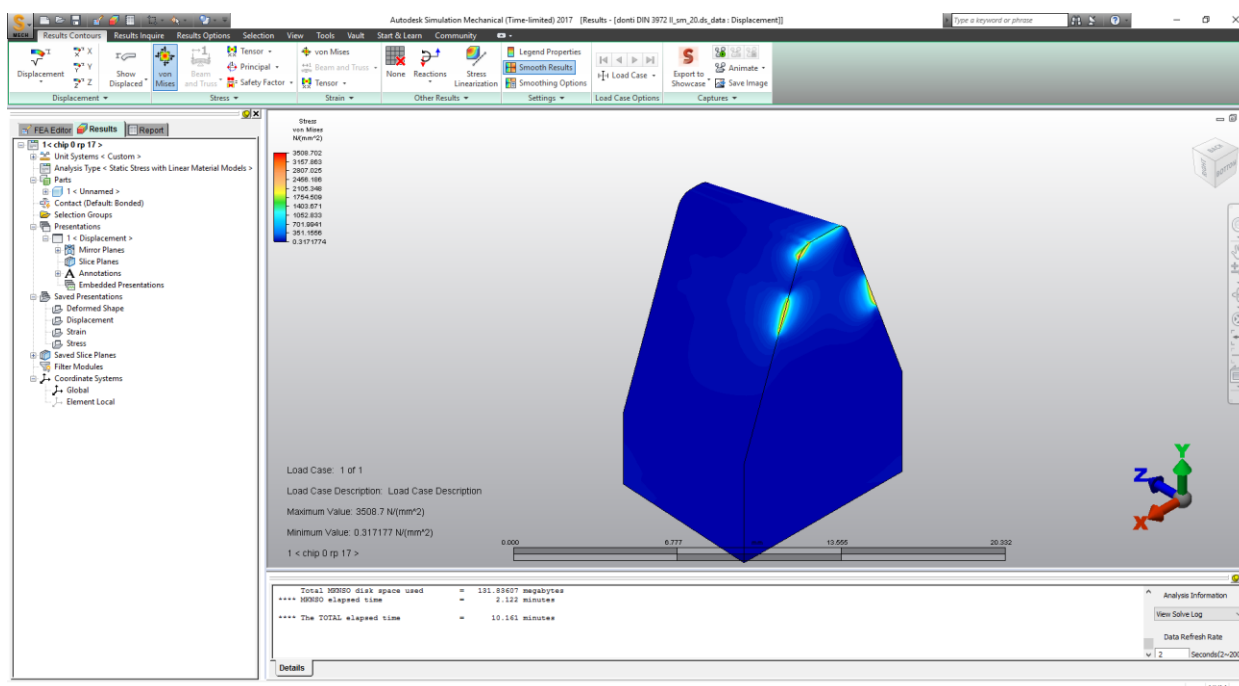 Autodesk Simulation Mechanical (Time-limited) 2017 [Results - [donti DIN 3972 II_sm_20.ds_data : Displacement]]
Type a keyword or phrase
MECH
Results Contours Results Inquire Results Options Selection View Tools Vault Start & Learn Community
Displacement
X
Y
Z
Show Displaced
von Mises
Beam and Truss
Tensor
Principal
Safety Factor
von Mises
Beam and Truss
Tensor
None
Reactions
Stress Linearization
Legend Properties
Smooth Results
Smoothing Options
Load Case
Export to Showcase
Animate
Save Image
Displacement Stress Strain Other Results Settings Load Case Options Captures
FEA Editor Results Report
1< chip 0 rp 17 >
Unit Systems < Custom >
Analysis Type < Static Stress with Linear Material Models >
Parts
1 < Unnamed >
Contact (Default: Bonded)
Selection Groups
Presentations
1 < Displacement >
Mirror Planes
Slice Planes
A Annotations
Embedded Presentations
Saved Presentations
Deformed Shape
Displacement
Strain
Stress
Saved Slice Planes
Filter Modules
Coordinate Systems
Global
Element Local
Stress
von Mises
N/(mm^2)
3508.702
3157.863
2807.025
2456.186
2105.348
1754.509
1403.671
1052.833
701.9941
351.1556
0.3171774
BACK
BOTTOM
Load Case: 1 of 1
Load Case Description: Load Case Description
Maximum Value: 3508.7 N/(mm^2)
Minimum Value: 0.317177 N/(mm^2)
1 < chip 0 rp 17 >
0.000 6.777 13.555 20.332
Y
Z
X
Total MKNSO disk space used = 131.83607 megabytes
**** MKNSO elapsed time = 2.122 minutes
**** The TOTAL elapsed time = 10.161 minutes
Details
Analysis Information
View Solve Log
Data Refresh Rate
2 Seconds(2~200